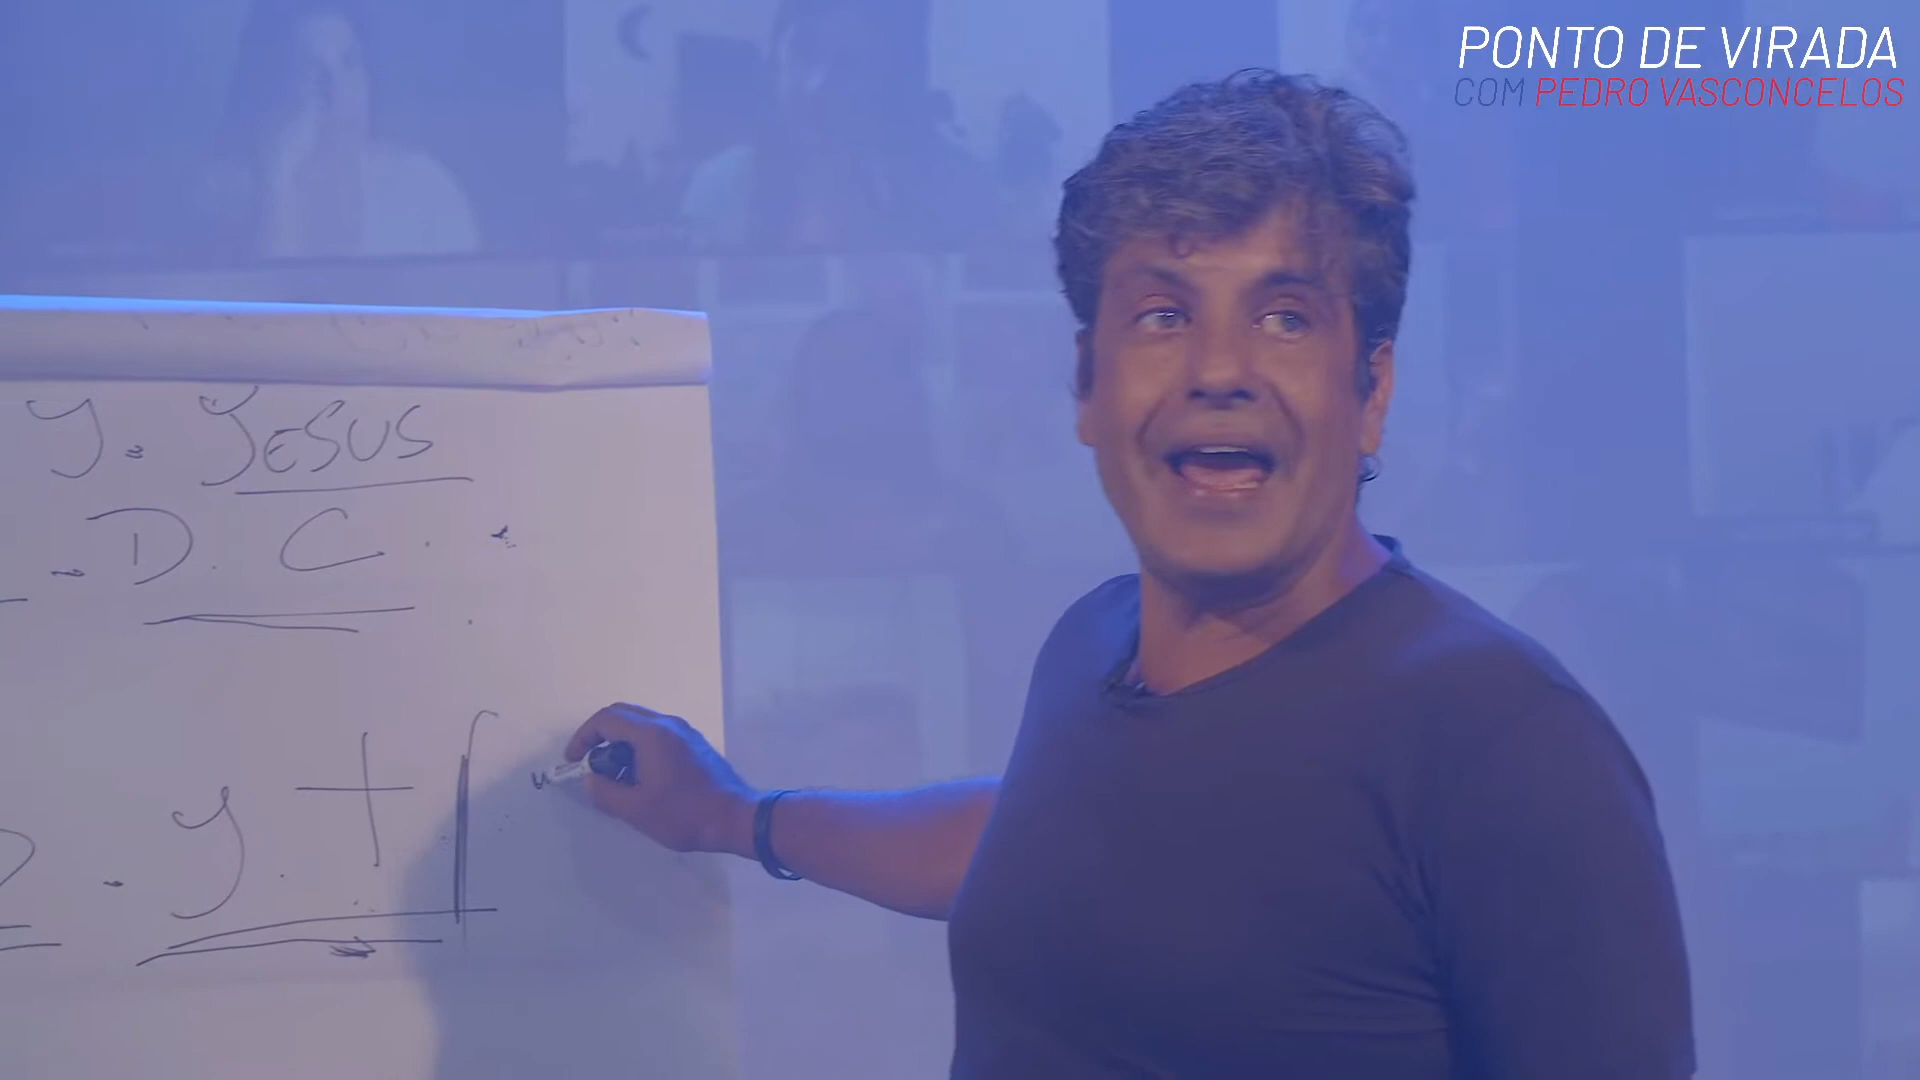 PONTO DE VIRADA
COM PEDRO VASCONCELOS
Y. JESUS
D. C.
Y. +